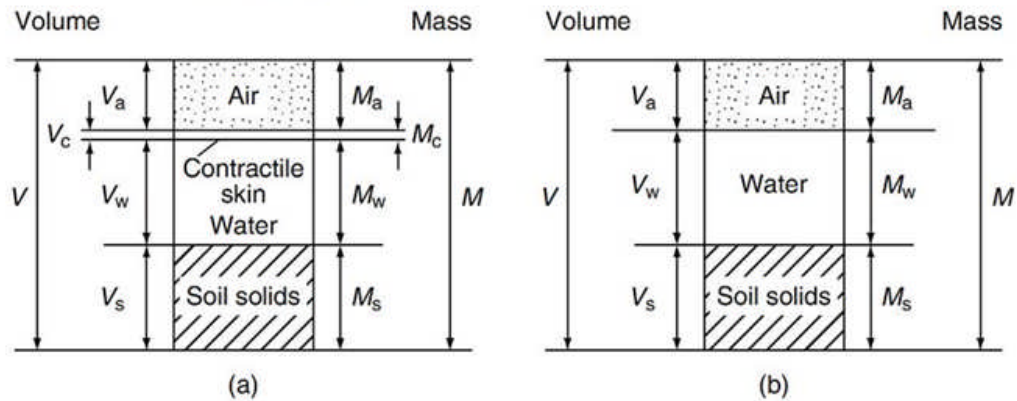 Volume Mass Volume Mass
Va Air Ma Va Air Ma
Vc Mc
Contractile
skin
V Vw Mw M V Vw Water Mw M
Water
Vs Soil solids Ms Vs Soil solids Ms
(a) (b)